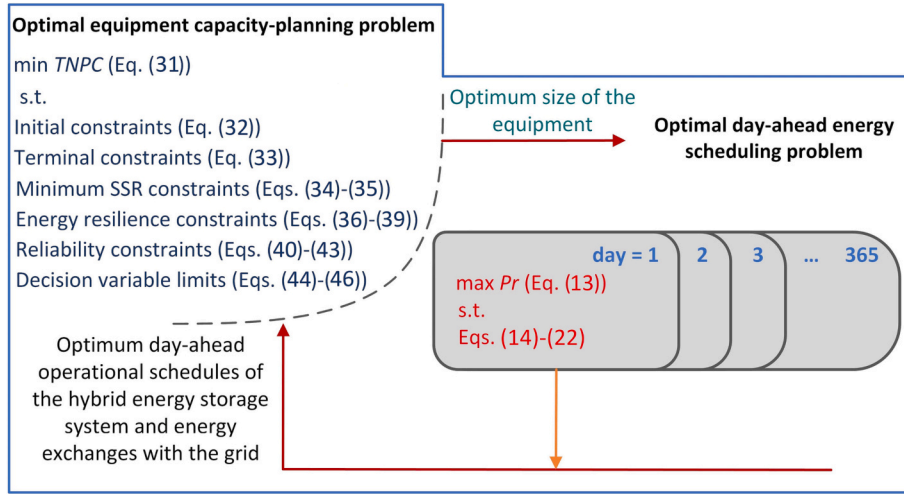 Optimal equipment capacity-planning problem
min TNPC (Eq. (31))
s.t.
Initial constraints (Eq. (32))
Terminal constraints (Eq. (33))
Minimum SSR constraints (Eqs. (34)-(35))
Energy resilience constraints (Eqs. (36)-(39))
Reliability constraints (Eqs. (40)-(43))
Decision variable limits (Eqs. (44)-(46))
Optimum size of the
equipment
Optimal day-ahead energy
scheduling problem
day = 1 2 3 ... 365
max Pr (Eq. (13))
s.t.
Eqs. (14)-(22)
Optimum day-ahead
operational schedules of
the hybrid energy storage
system and energy
exchanges with the grid